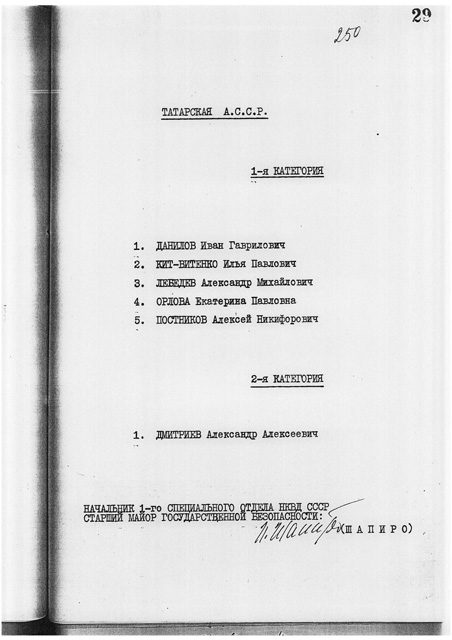 29
250
ТАТАРСКАЯ А.С.С.Р.
1-я КАТЕГОРИЯ
1. ДАНИЛОВ Иван Гаврилович
2. КИТ-ВИТЕНКО Илья Павлович
3. ЛЕБЕДЕВ Александр Михайлович
4. ОРЛОВА Екатерина Павловна
5. ПОСТНИКОВ Алексей Никифорович
2-я КАТЕГОРИЯ
1. ДМИТРИЕВ Александр Алексеевич
НАЧАЛЬНИК 1-го СПЕЦИАЛЬНОГО ОТДЕЛА НКВД СССР
СТАРШИЙ МАЙОР ГОСУДАРСТВЕННОЙ БЕЗОПАСНОСТИ:
(ШАПИРО)